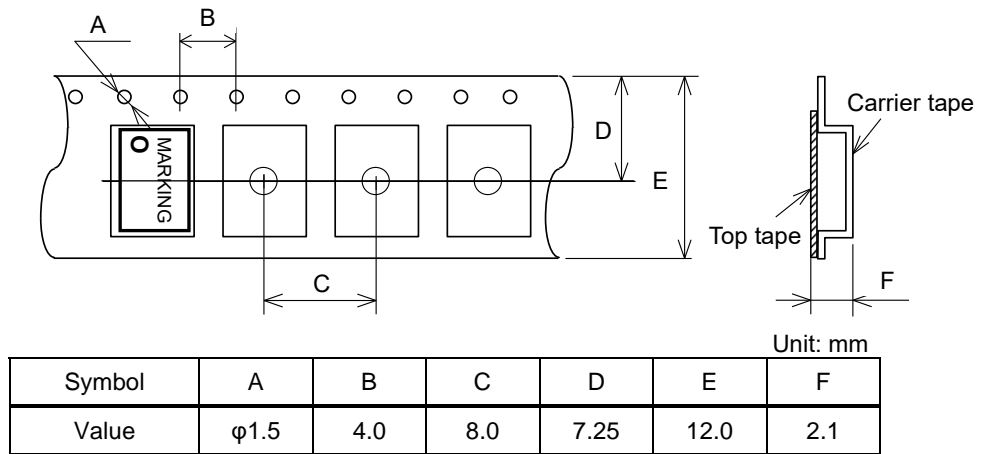 A
B
D
E
Carrier tape
O
MARKING
Top tape
C
F
Unit: mm
Symbol A B C D E F
Value φ1.5 4.0 8.0 7.25 12.0 2.1